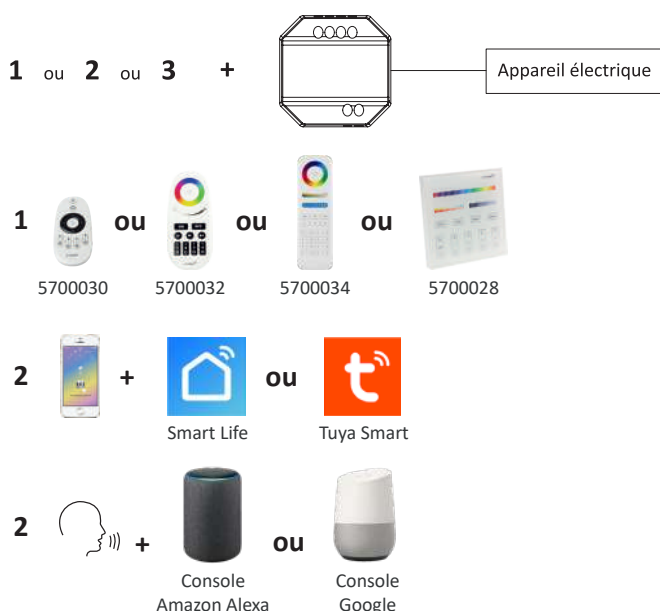 1 ou 2 ou 3 +
Appareil électrique
1 ou ou ou
5700030 5700032 5700034 5700028
2 + ou
Smart Life Tuya Smart
2 + ou
Console Console
Amazon Alexa Google